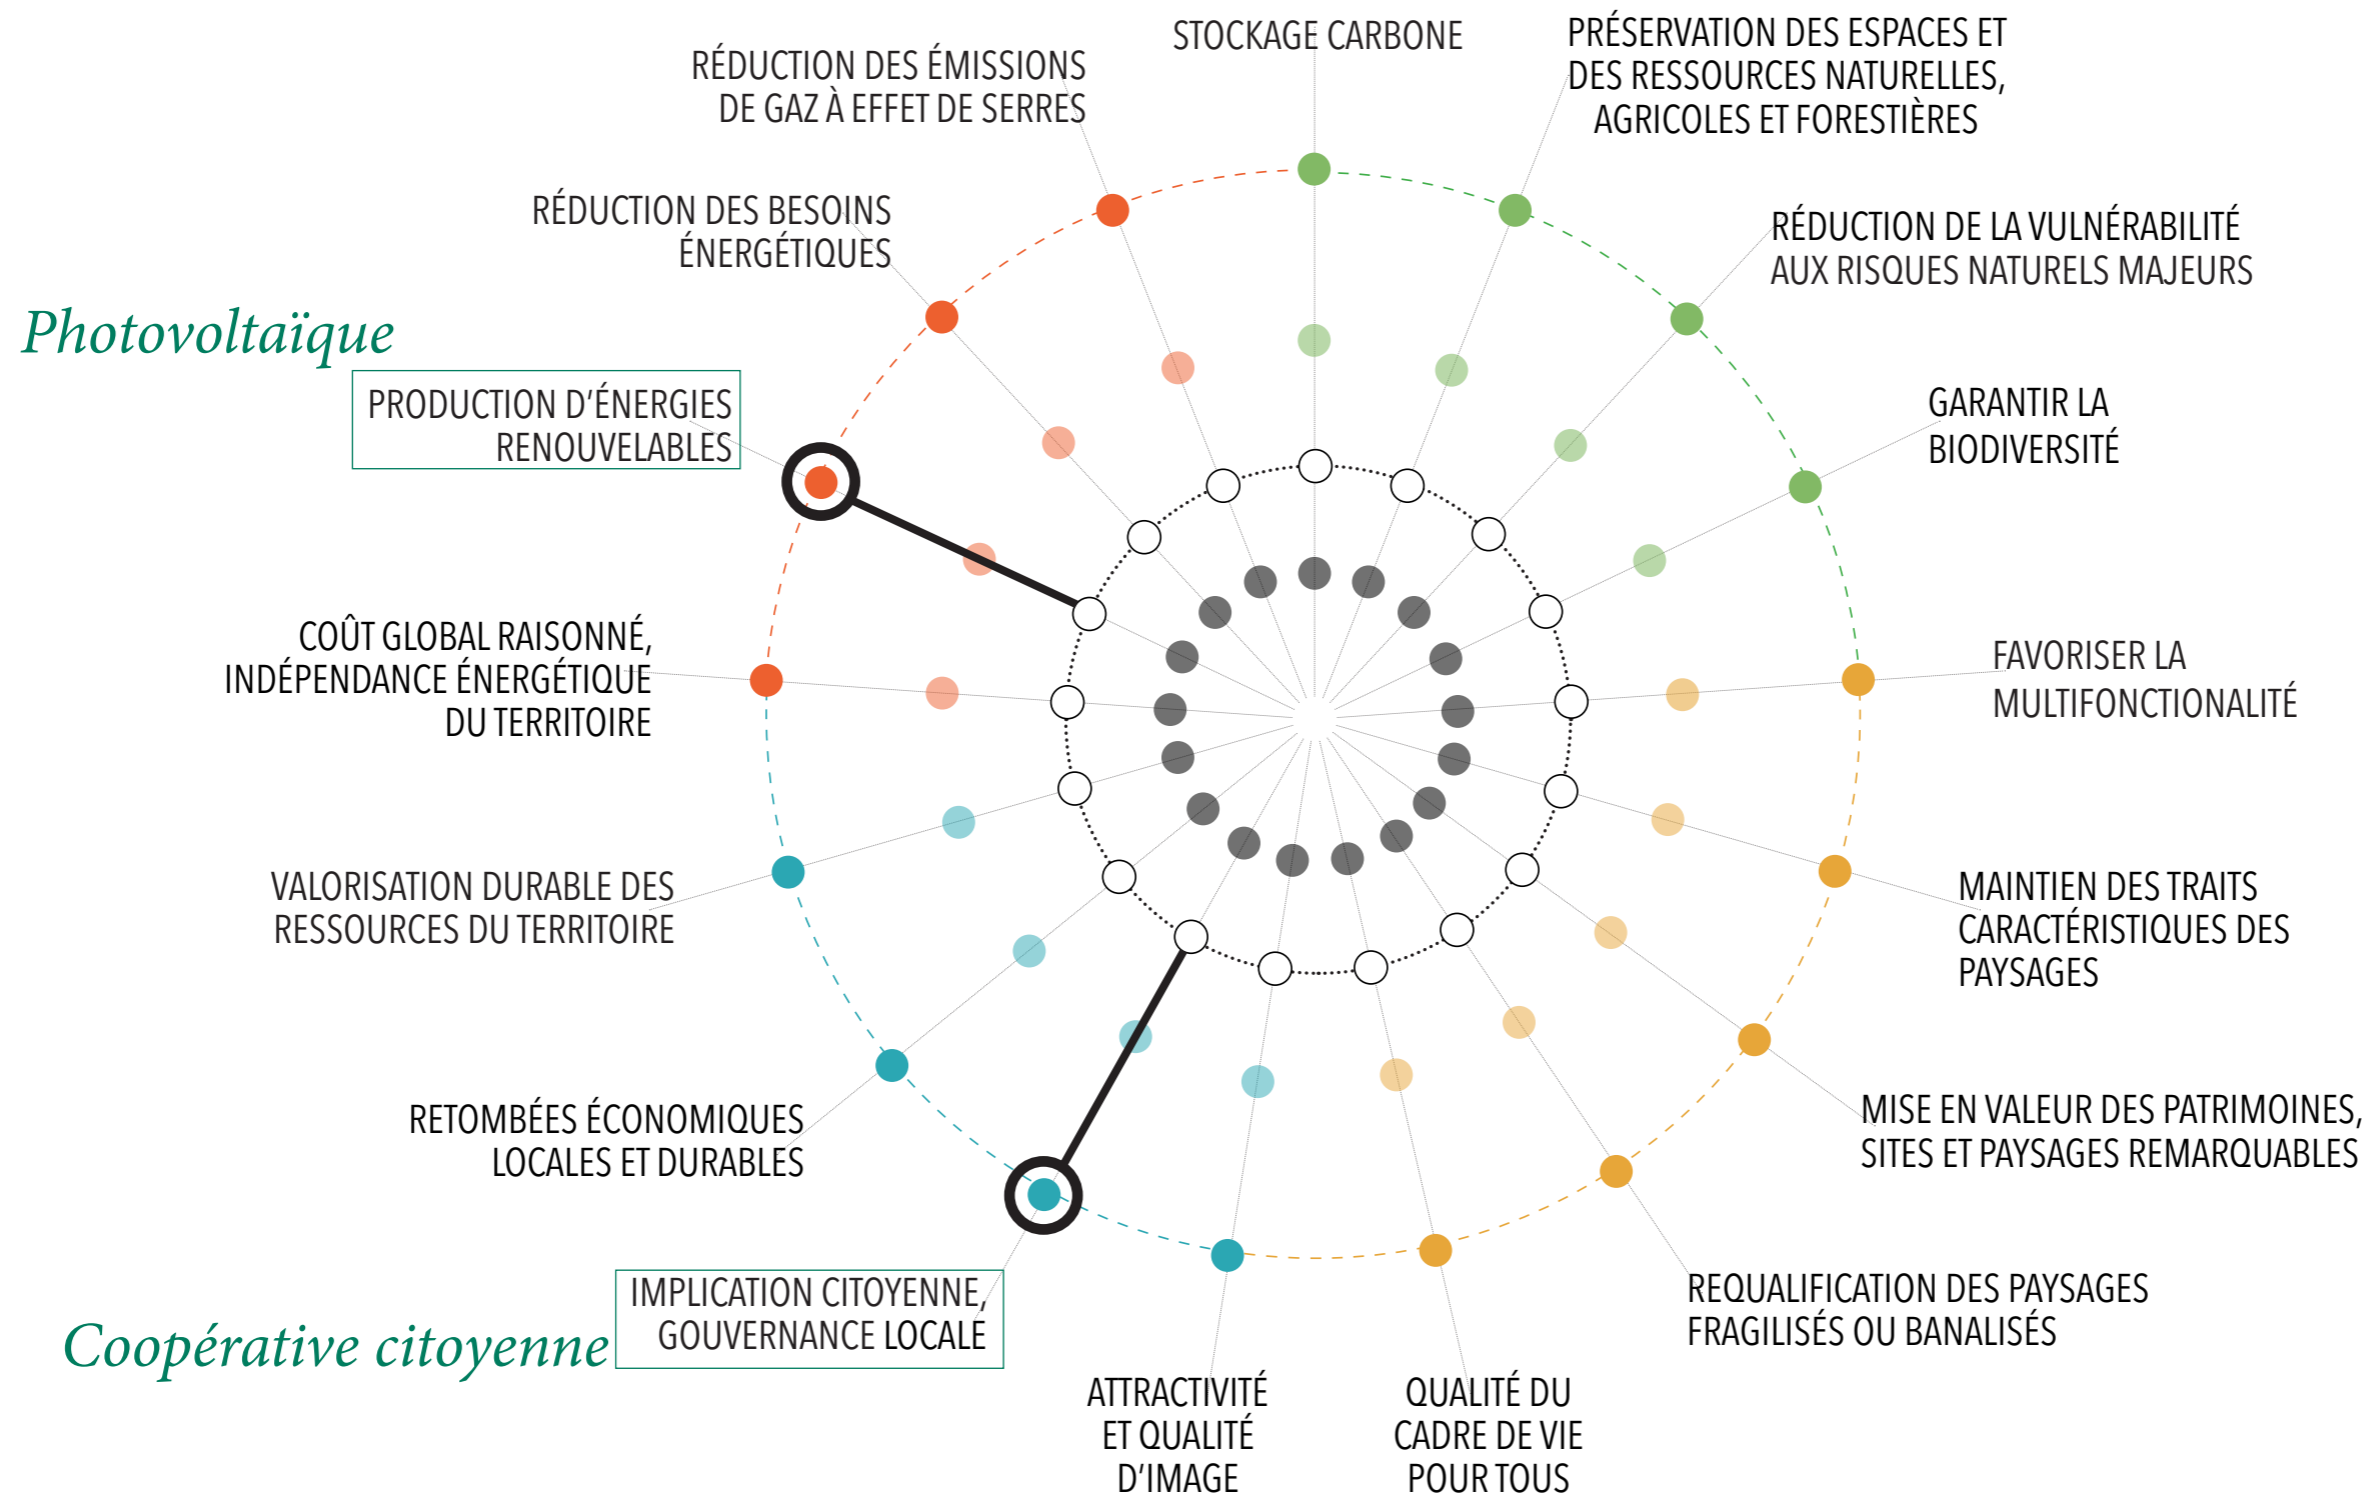 STOCKAGE CARBONE
PRÉSERVATION DES ESPACES ET
DES RESSOURCES NATURELLES,
AGRICOLES ET FORESTIÈRES
RÉDUCTION DE LA VULNÉRABILITÉ
AUX RISQUES NATURELS MAJEURS
GARANTIR LA
BIODIVERSITÉ
FAVORISER LA
MULTIFONCTIONALITÉ
MAINTIEN DES TRAITS
CARACTÉRISTIQUES DES
PAYSAGES
MISE EN VALEUR DES PATRIMOINES,
SITES ET PAYSAGES REMARQUABLES
REQUALIFICATION DES PAYSAGES
FRAGILISÉS OU BANALISÉS
QUALITÉ DU
CADRE DE VIE
POUR TOUS
ATTRACTIVITÉ
ET QUALITÉ
D'IMAGE
Coopérative citoyenne
IMPLICATION CITOYENNE,
GOUVERNANCE LOCALE
RETOMBÉES ÉCONOMIQUES
LOCALES ET DURABLES
VALORISATION DURABLE DES
RESSOURCES DU TERRITOIRE
COÛT GLOBAL RAISONNÉ,
INDÉPENDANCE ÉNERGÉTIQUE
DU TERRITOIRE
Photovoltaïque
PRODUCTION D'ÉNERGIES
RENOUVELABLES
RÉDUCTION DES BESOINS
ÉNERGÉTIQUES
RÉDUCTION DES ÉMISSIONS
DE GAZ À EFFET DE SERRES